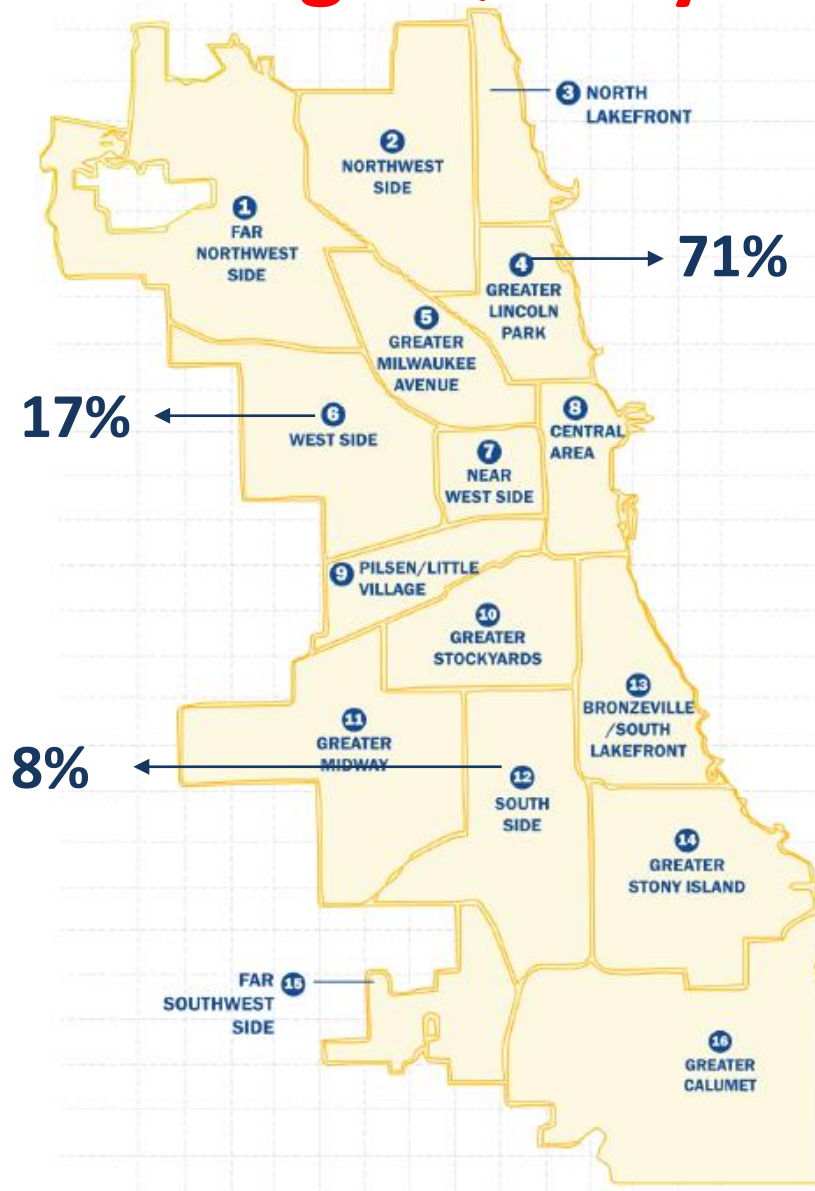 3 NORTH
LAKEFRONT
2
NORTHWEST
SIDE
1
FAR
NORTHWEST
SIDE
4
GREATER
LINCOLN
PARK
71%
5
GREATER
MILWAUKEE
AVENUE
17%
6
WEST SIDE
8
CENTRAL
AREA
7
NEAR
WEST SIDE
9 PILSEN/LITTLE
VILLAGE
10
GREATER
STOCKYARDS
13
BRONZEVILLE
/SOUTH
LAKEFRONT
11
GREATER
MIDWAY
8%
12
SOUTH
SIDE
14
GREATER
STONY ISLAND
FAR 15
SOUTHWEST
SIDE
16
GREATER
CALUMET